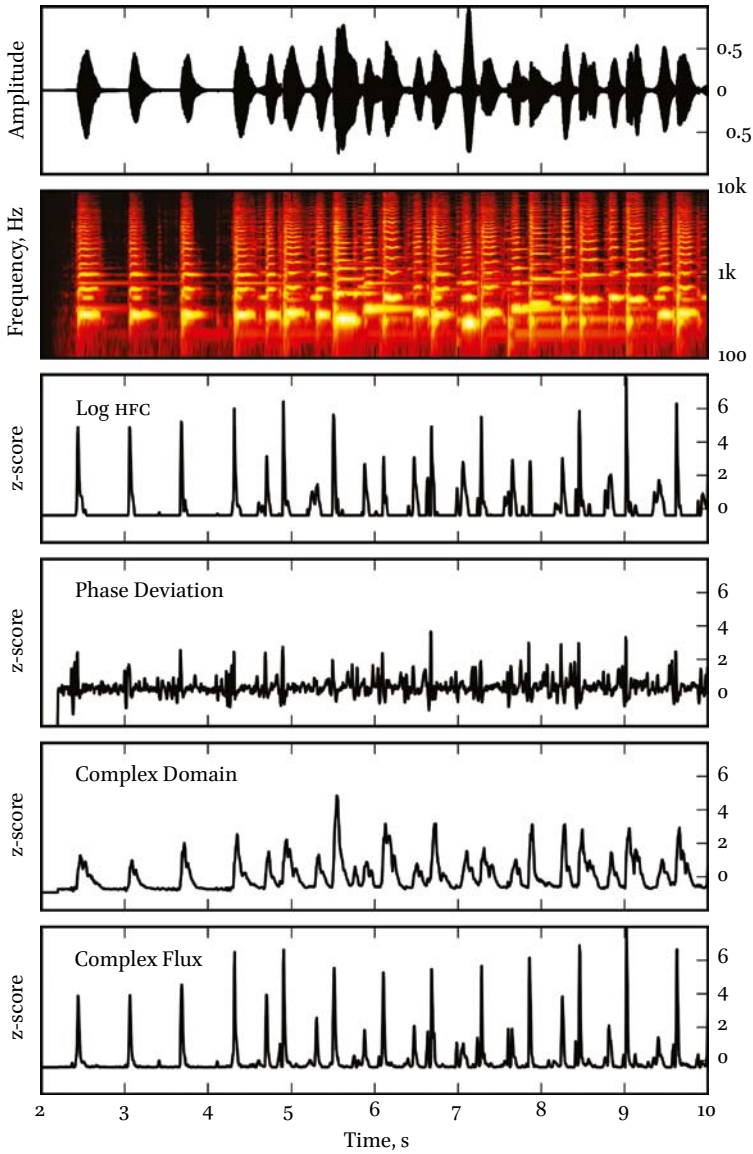 Amplitude
0.5
0
0.5
Frequency, Hz
10k
1k
100
Log HFC
z-score
6
4
2
0
Phase Deviation
z-score
6
4
2
0
Complex Domain
z-score
6
4
2
0
Complex Flux
z-score
6
4
2
0
2 3 4 5 6 7 8 9 10
Time, s